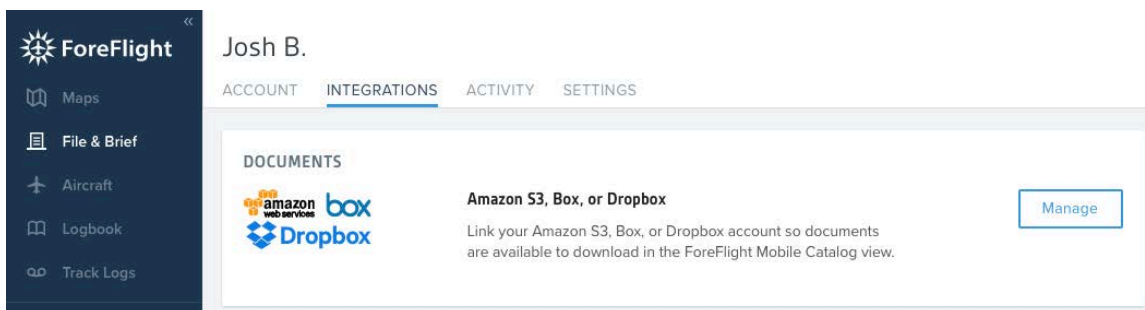 «
ForeFlight
Maps
File & Brief
Aircraft
Logbook
Track Logs
Josh B.
ACCOUNT INTEGRATIONS ACTIVITY SETTINGS
DOCUMENTS
amazon
web services
box
Dropbox
Amazon S3, Box, or Dropbox
Link your Amazon S3, Box, or Dropbox account so documents
are available to download in the ForeFlight Mobile Catalog view.
Manage